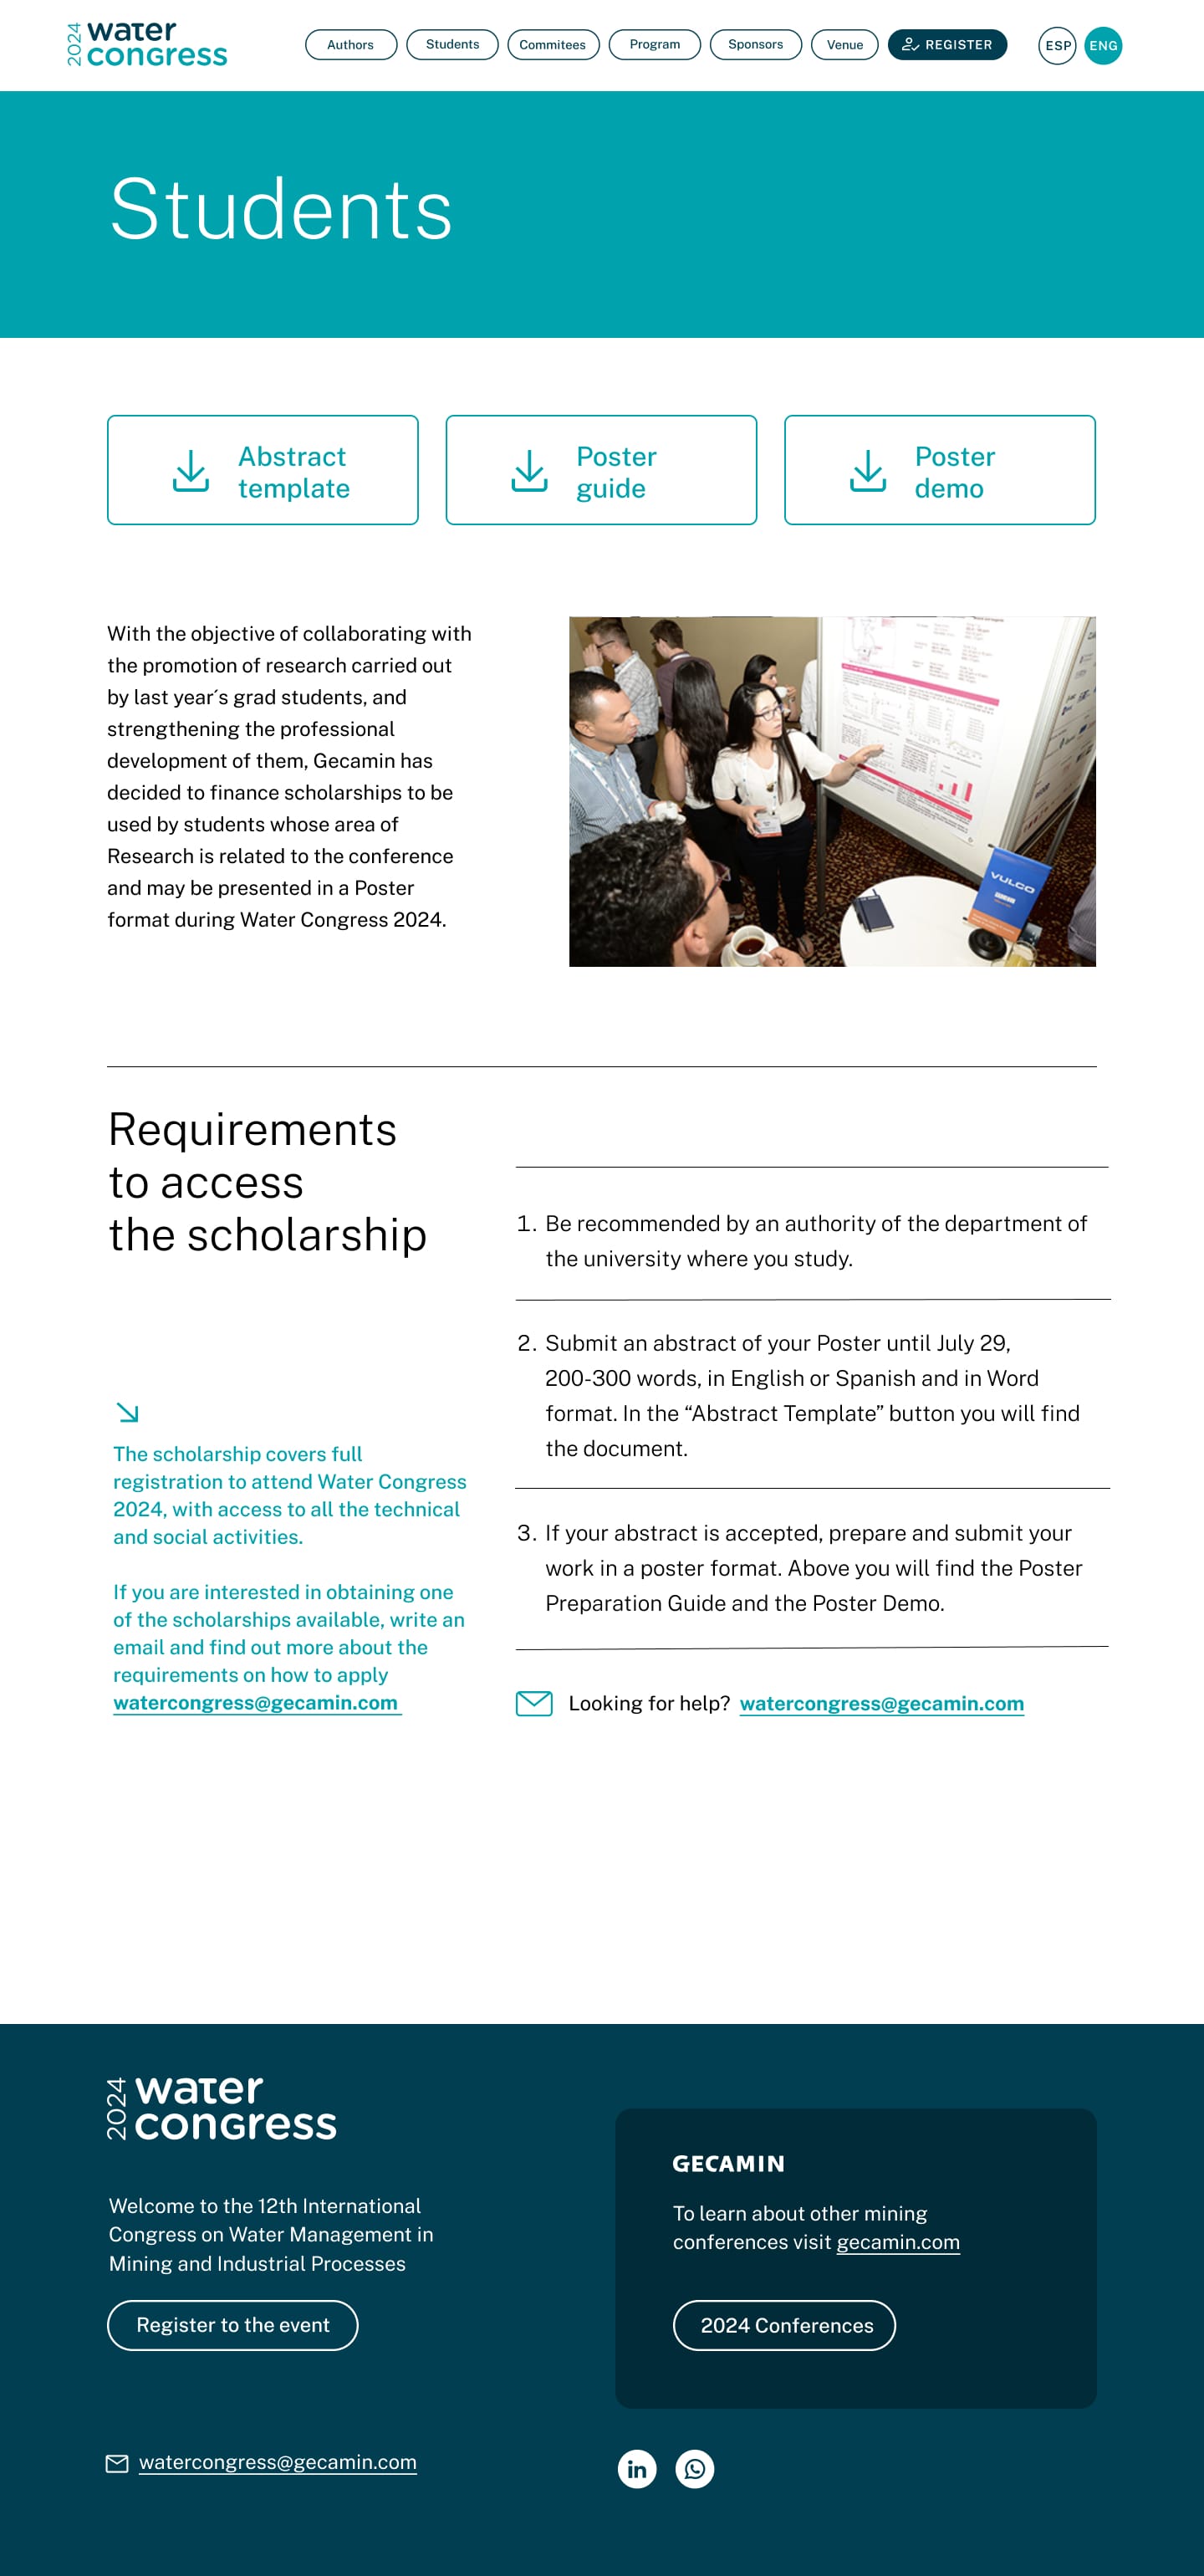 2024
water
congress
Authors
Students
Commitees
Program
Sponsors
Venue
REGISTER
ESP
ENG
Students
Abstract
template
Poster
guide
Poster
demo
With the objective of collaborating with
the promotion of research carried out
by last year´s grad students, and
strengthening the professional
development of them, Gecamin has
decided to finance scholarships to be
used by students whose area of
Research is related to the conference
and may be presented in a Poster
format during Water Congress 2024.
VULCO
Requirements
to access
the scholarship
The scholarship covers full
registration to attend Water Congress
2024, with access to all the technical
and social activities.
If you are interested in obtaining one
of the scholarships available, write an
email and find out more about the
requirements on how to apply
watercongress@gecamin.com
1. Be recommended by an authority of the department of
the university where you study.
2. Submit an abstract of your Poster until July 29,
200-300 words, in English or Spanish and in Word
format. In the “Abstract Template” button you will find
the document.
3. If your abstract is accepted, prepare and submit your
work in a poster format. Above you will find the Poster
Preparation Guide and the Poster Demo.
Looking for help? watercongress@gecamin.com
2024
water
congress
Welcome to the 12th International
Congress on Water Management in
Mining and Industrial Processes
Register to the event
watercongress@gecamin.com
GECAMIN
To learn about other mining
conferences visit gecamin.com
2024 Conferences
in